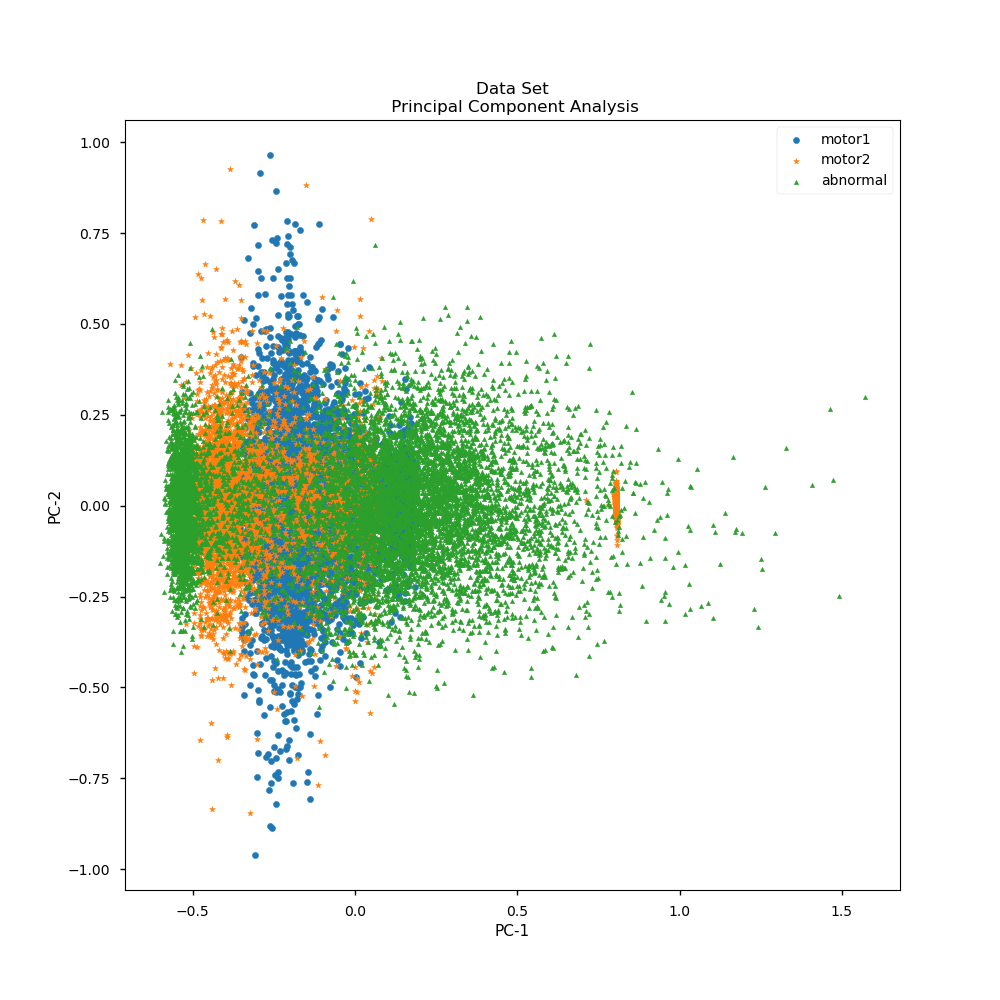 Data Set
Principal Component Analysis
motor1
motor2
abnormal
1.00
0.75
0.50
0.25
0.00
−0.25
−0.50
−0.75
−1.00
PC-2
−0.5
0.0
0.5
1.0
1.5
PC-1